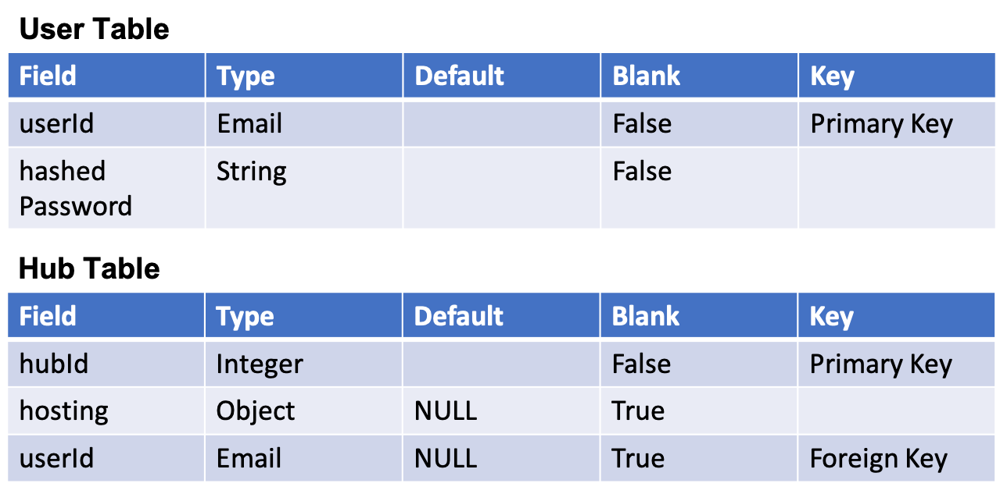 User Table
Field Type Default Blank Key
userId Email False Primary Key
hashed String False
Password
Hub Table
Field Type Default Blank Key
hubId Integer False Primary Key
hosting Object NULL True
userId Email NULL True Foreign Key